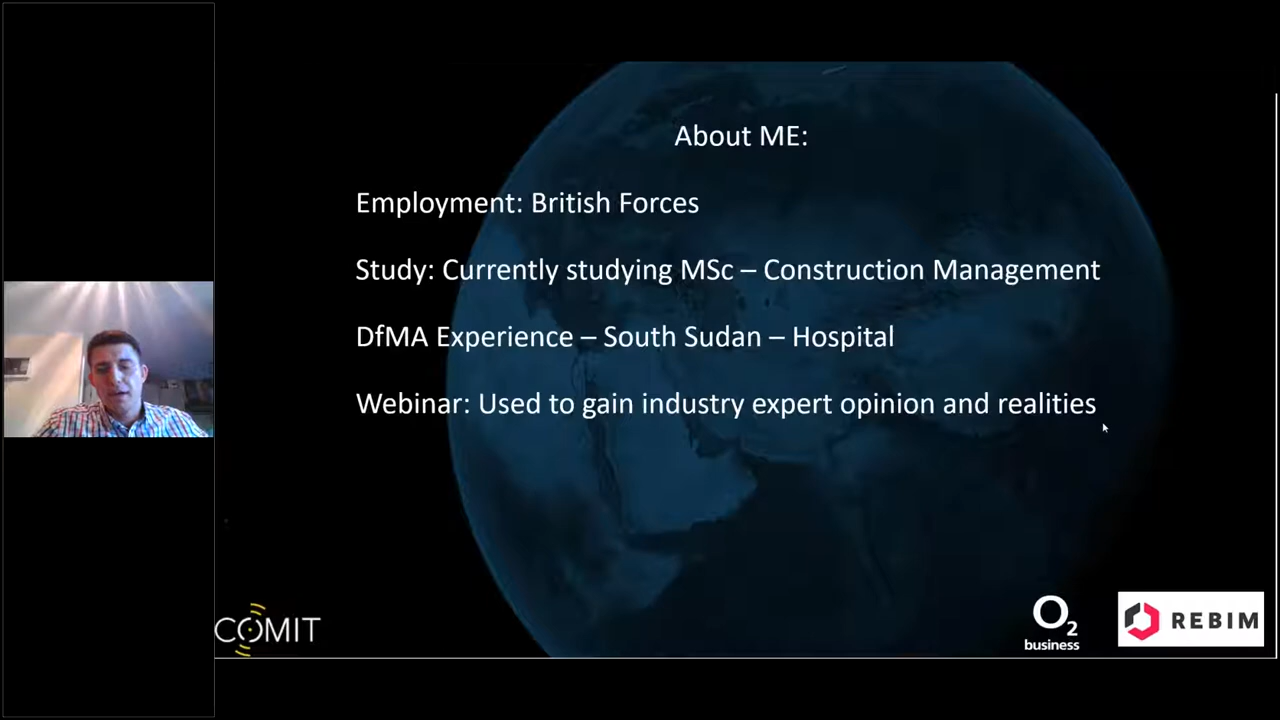 About ME:
Employment: British Forces
Study: Currently studying MSc – Construction Management
DfMA Experience – South Sudan – Hospital
Webinar: Used to gain industry expert opinion and realities
COMIT
O2
business
REBIM